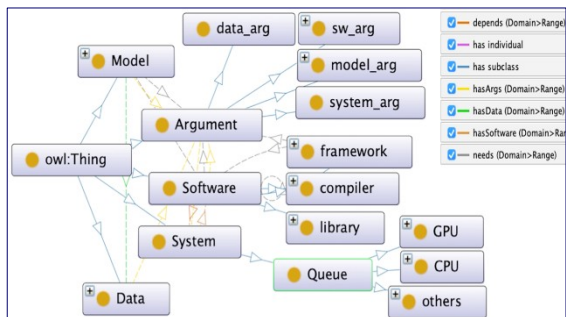 data_arg
sw_arg
Model
model_arg
system_arg
Argument
framework
owl:Thing
Software
compiler
library
System
GPU
Queue
CPU
Data
others
depends (Domain>Range)
has individual
has subclass
hasArgs (Domain>Range)
hasData (Domain>Range)
hasSoftware (Domain>Ran
needs (Domain>Range)